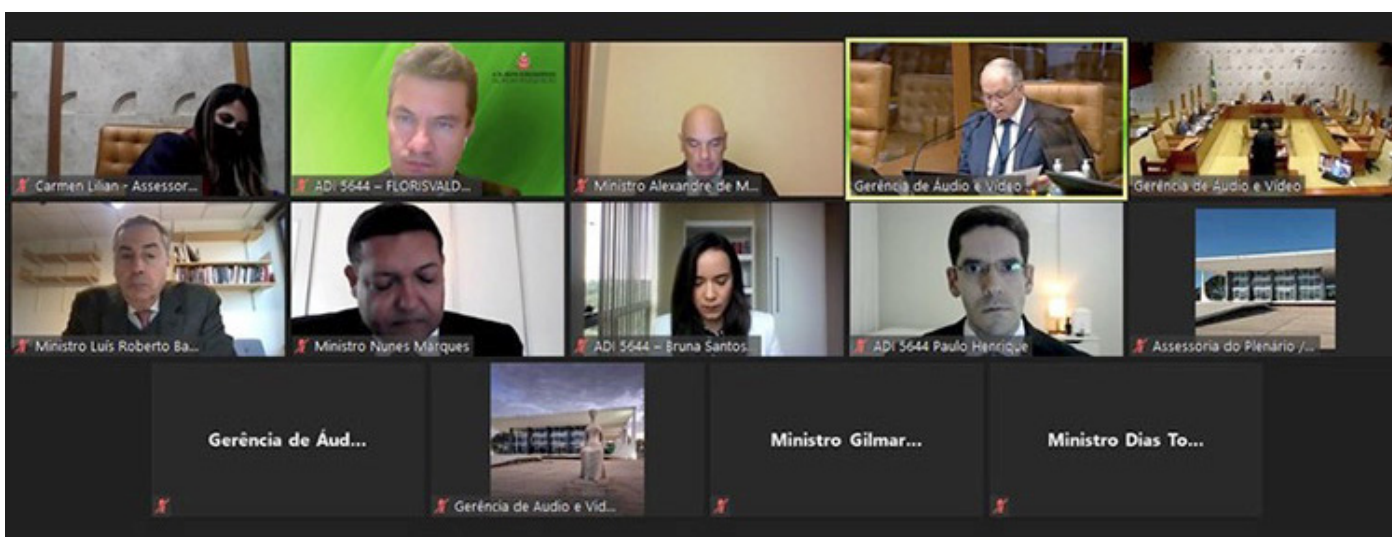 Carmen Lilian - Assessor...
ADI 5644 – FLORISVALD...
Ministro Alexandre de M...
Gerência de Áudio e Vídeo
Gerência de Áudio e Vídeo
Ministro Luís Roberto Ba...
Ministro Nunes Marques
ADI 5644 – Bruna Santos...
ADI 5644 Paulo Henrique
Assessoria do Plenário /...
Gerência de Áud...
Gerência de Audio e Vid...
Ministro Gilmar...
Ministro Dias To...